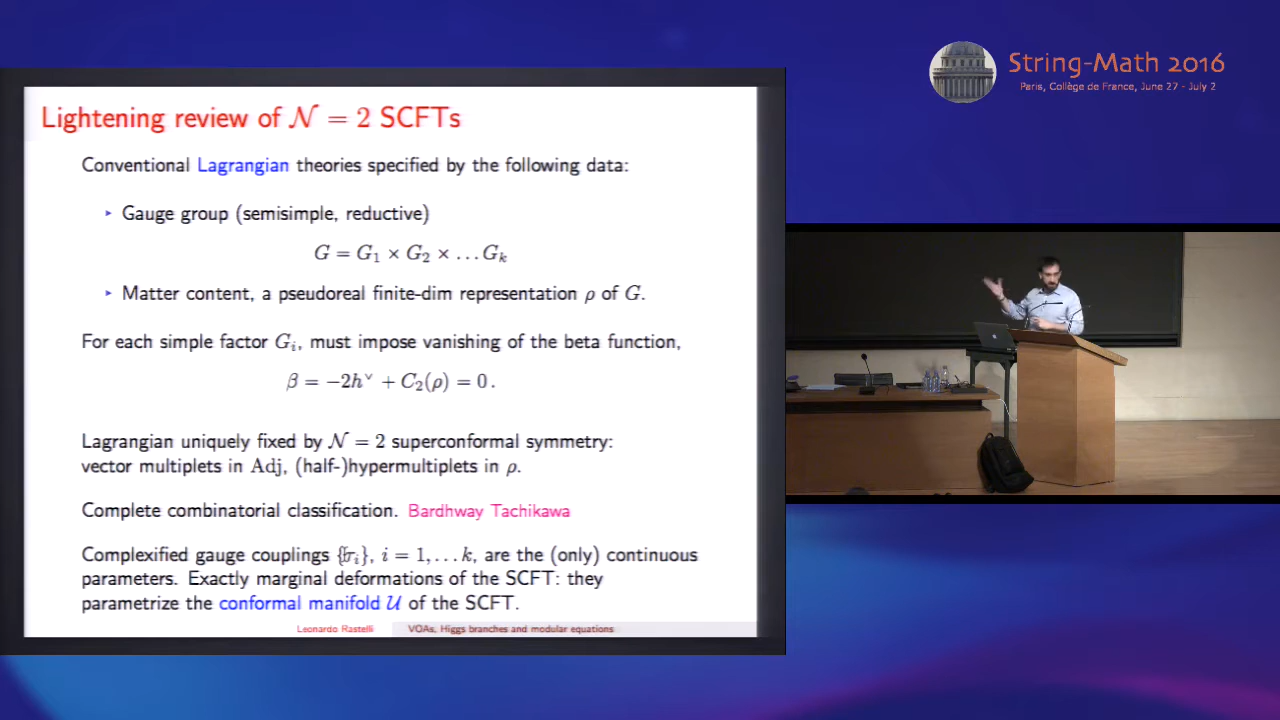 String-Math 2016
Paris, Collège de France, June 27 - July 2
Lightening review of 𝒩 = 2 SCFTs
Conventional Lagrangian theories specified by the following data:
‣ Gauge group (semisimple, reductive)
G = G₁ × G₂ × … Gₖ
‣ Matter content, a pseudoreal finite-dim representation ρ of G.
For each simple factor Gᵢ, must impose vanishing of the beta function,
β = −2h^∨ + C₂(ρ) = 0 .
Lagrangian uniquely fixed by 𝒩 = 2 superconformal symmetry:
vector multiplets in Adj, (half-)hypermultiplets in ρ.
Complete combinatorial classification. Bardhway Tachikawa
Complexified gauge couplings {τᵢ}, i = 1, … k, are the (only) continuous
parameters. Exactly marginal deformations of the SCFT: they
parametrize the conformal manifold 𝒰 of the SCFT.
Leonardo Rastelli VOAs, Higgs branches and modular equations